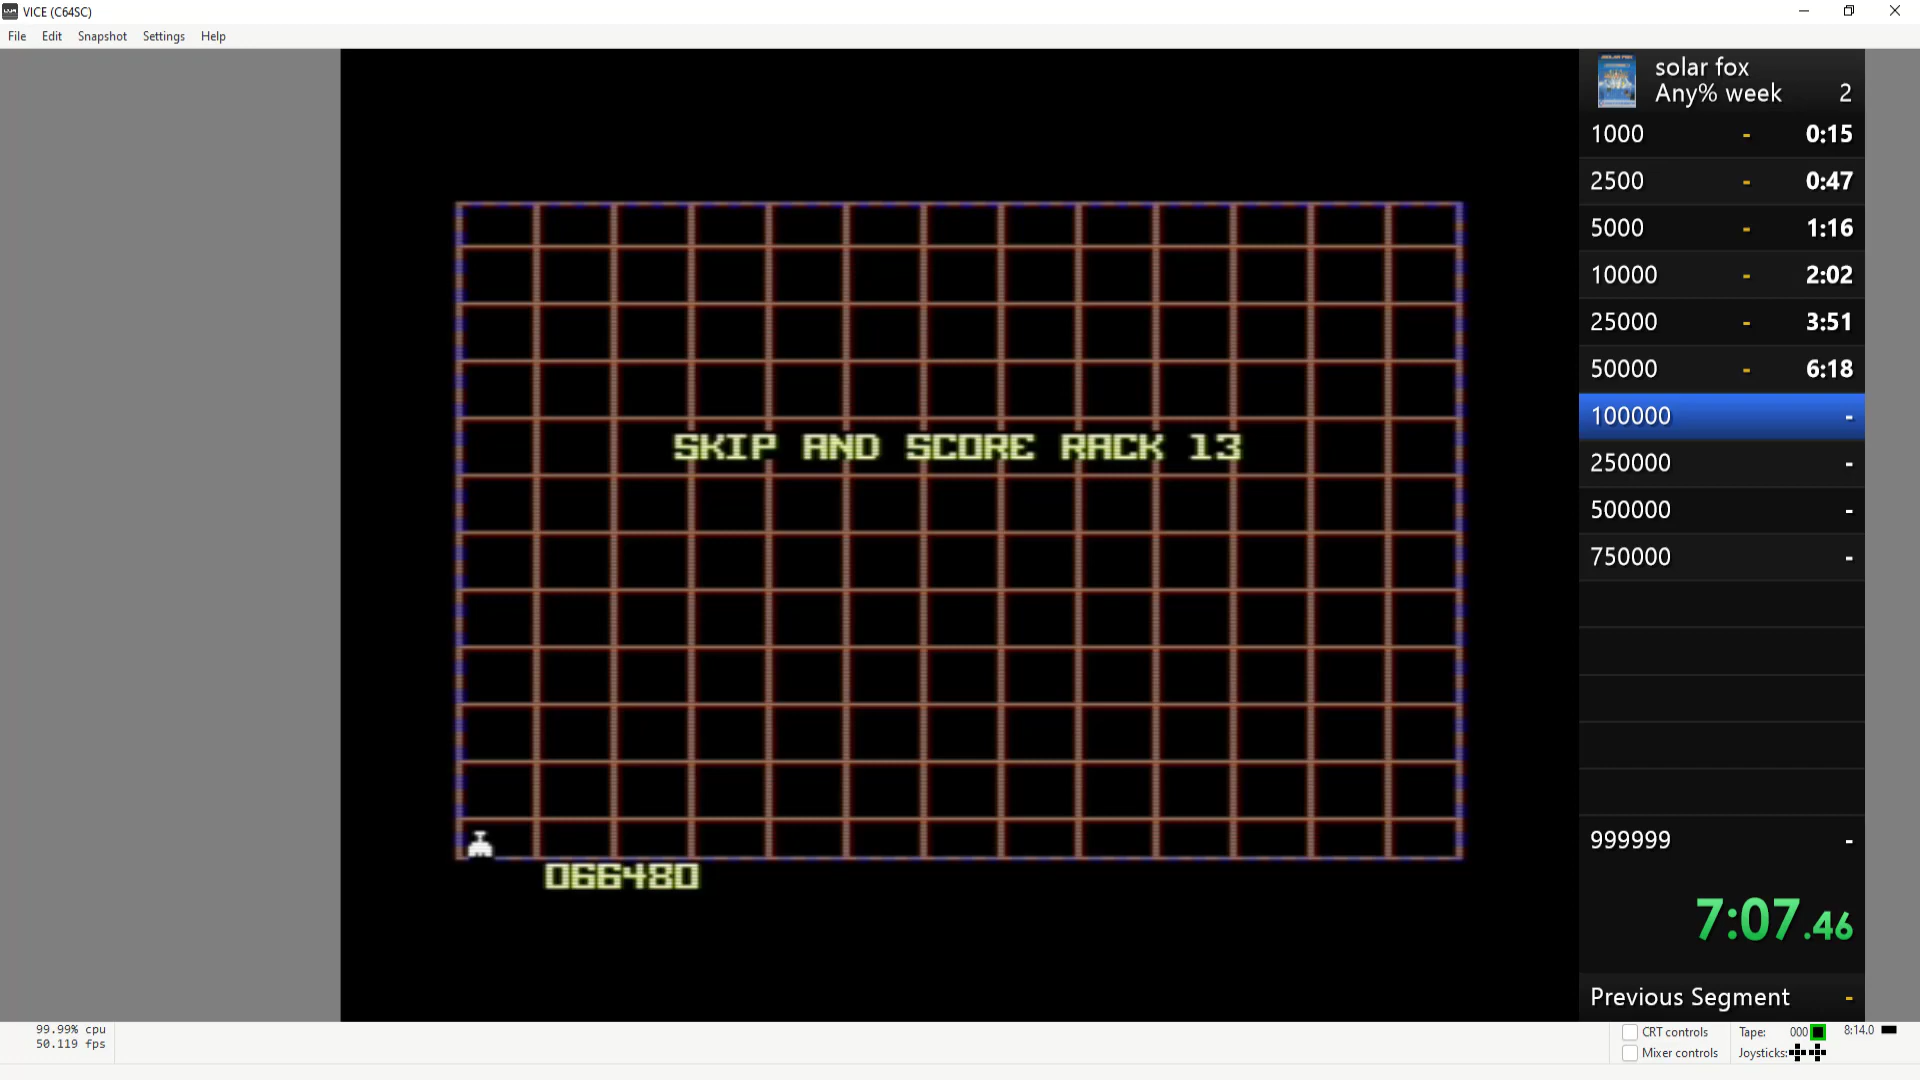 VICE (C64SC)
File Edit Snapshot Settings Help
solar fox
Any% week 2
1000 - 0:15
2500 - 0:47
5000 - 1:16
10000 - 2:02
25000 - 3:51
50000 - 6:18
100000 -
250000 -
500000 -
750000 -
999999 -
7:07.46
Previous Segment -
SKIP AND SCORE RACK 13
066480
99.99% cpu
50.119 fps
CRT controls
Mixer controls
Tape: 000
Joysticks:
8:14.0